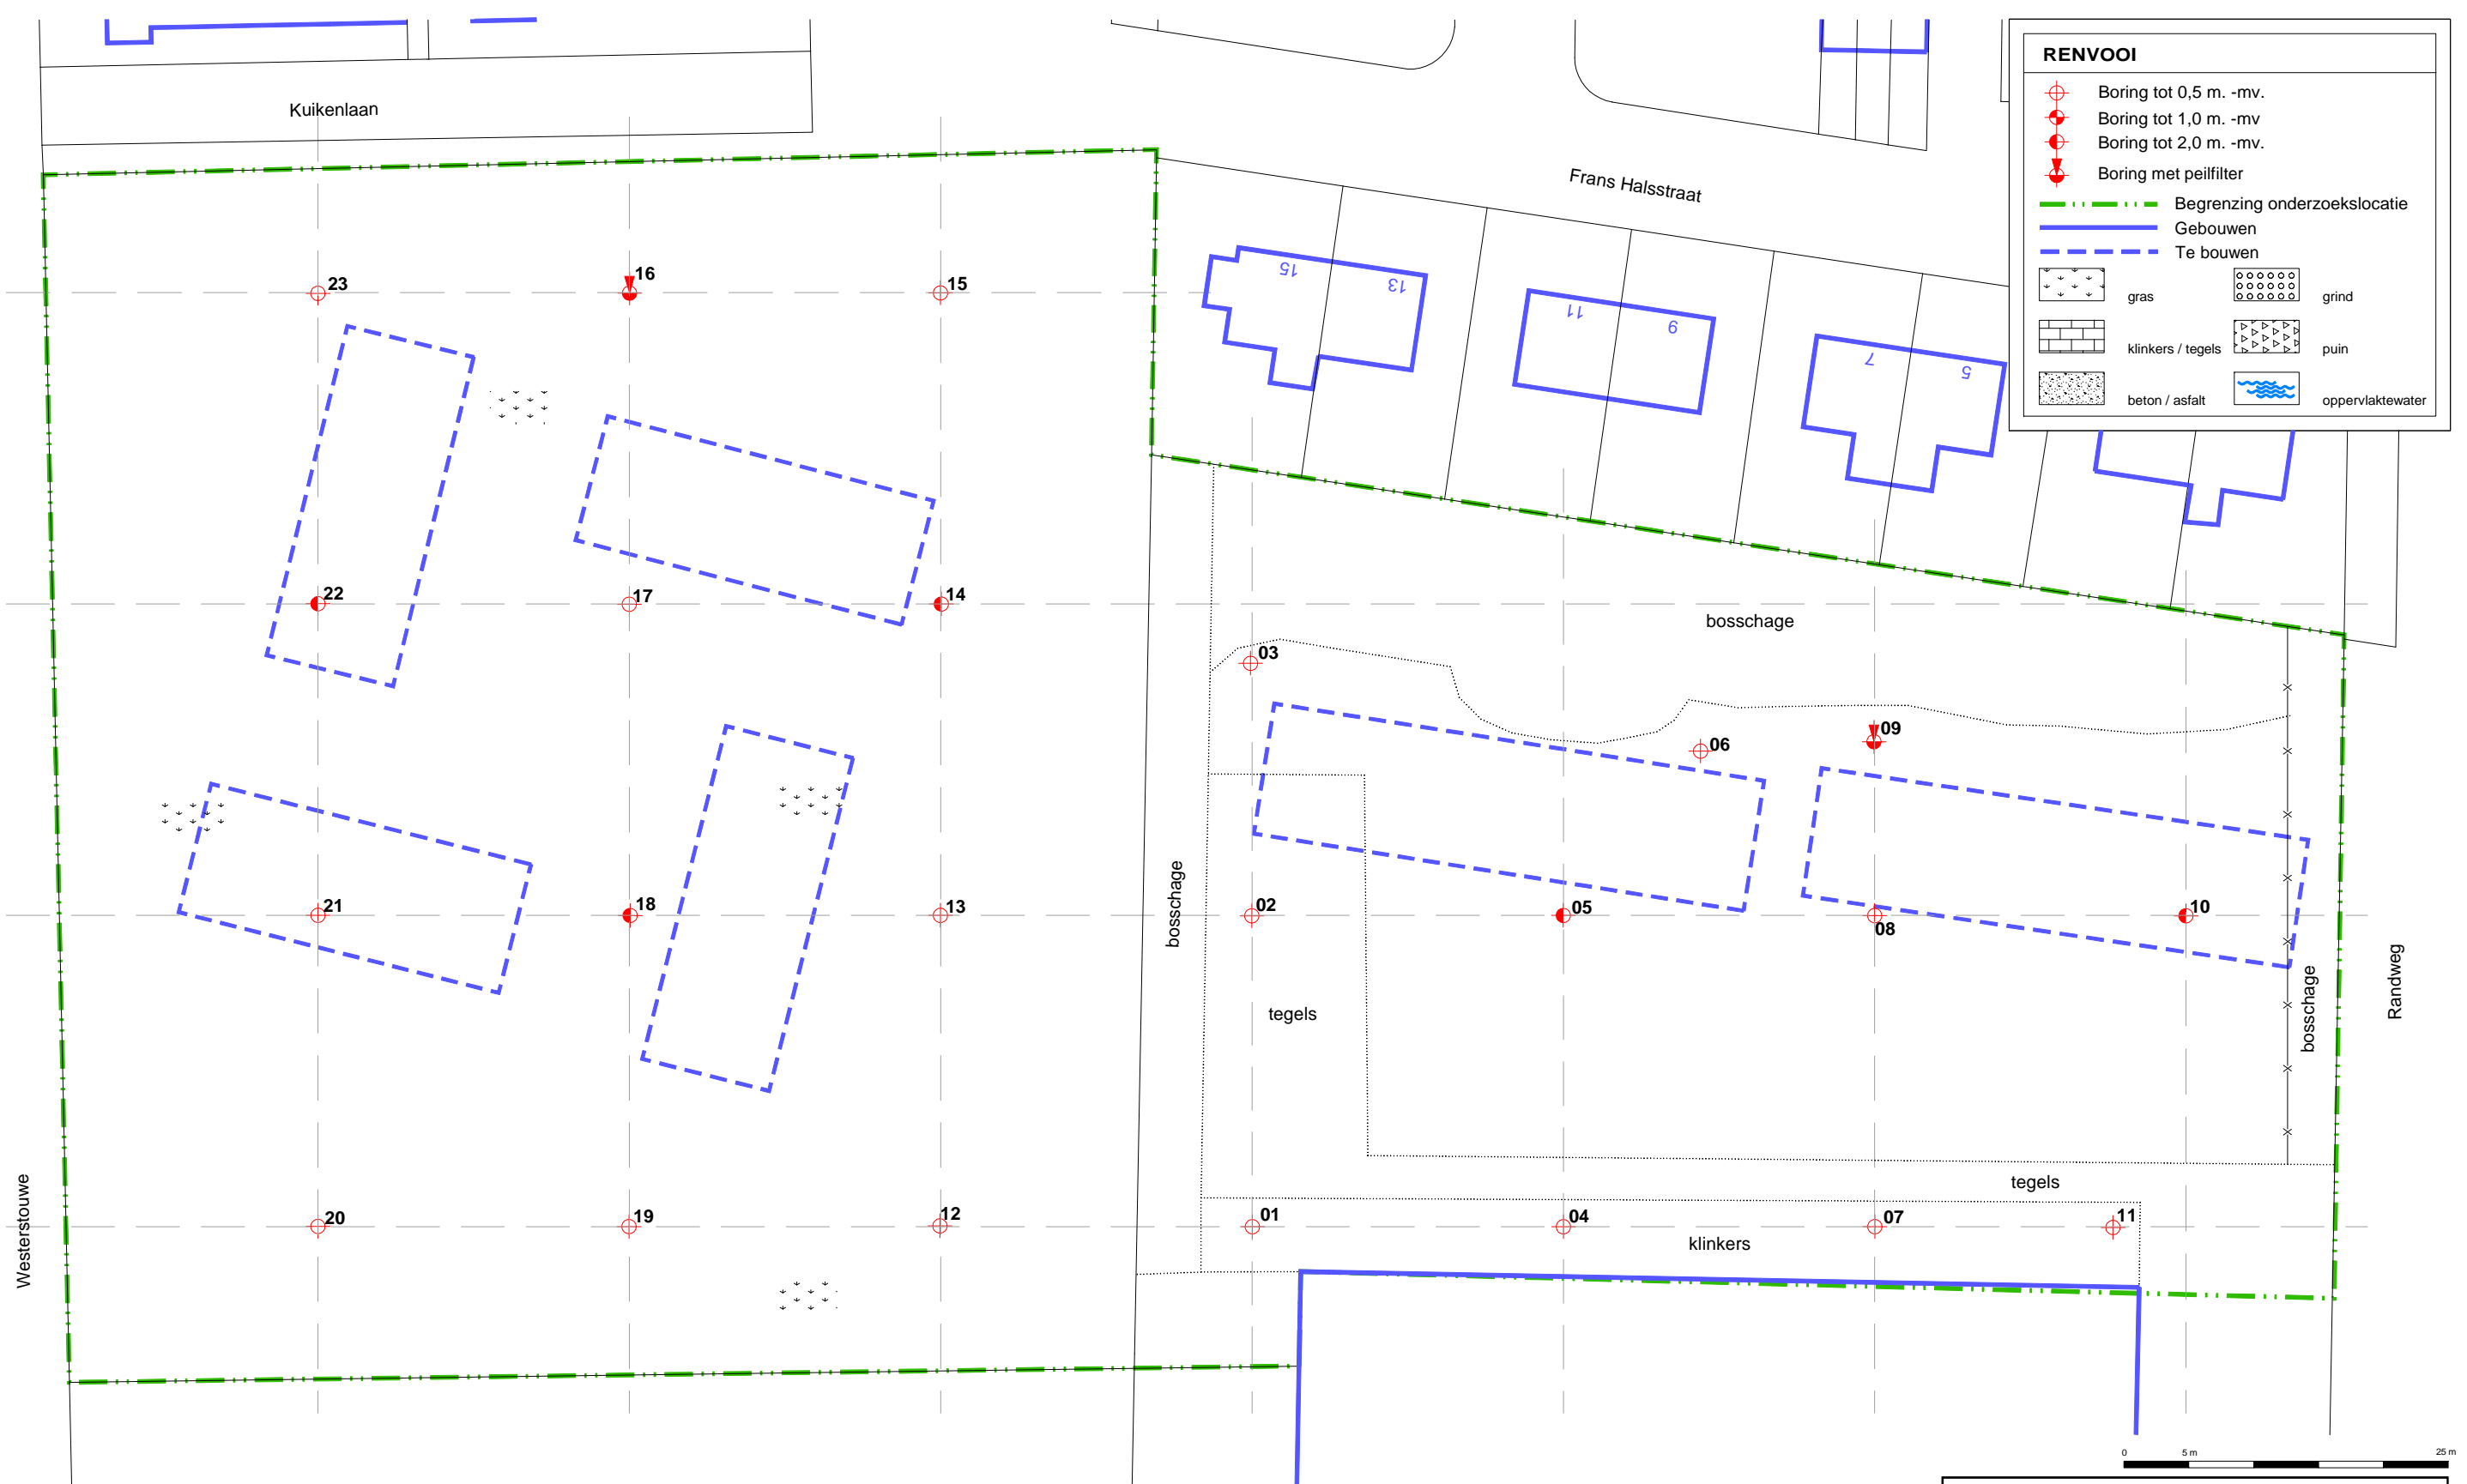 RENVOOI
Boring tot 0,5 m. -mv.
Boring tot 1,0 m. -mv
Boring tot 2,0 m. -mv.
Boring met peilfilter
Begrenzing onderzoekslocatie
Gebouwen
Te bouwen
gras grind
klinkers / tegels puin
beton / asfalt oppervlaktewater
Kuikenlaan
Frans Halsstraat
15 13
11 9
7 5
23 16 15
22 17 14
bosschage
03
06 09
21 18 13 02 05 08 10
bosschage
bosschage
Randweg
tegels
tegels
Westerstouwe
20 19 12 01 04 07 11
klinkers
0 5 m 25 m